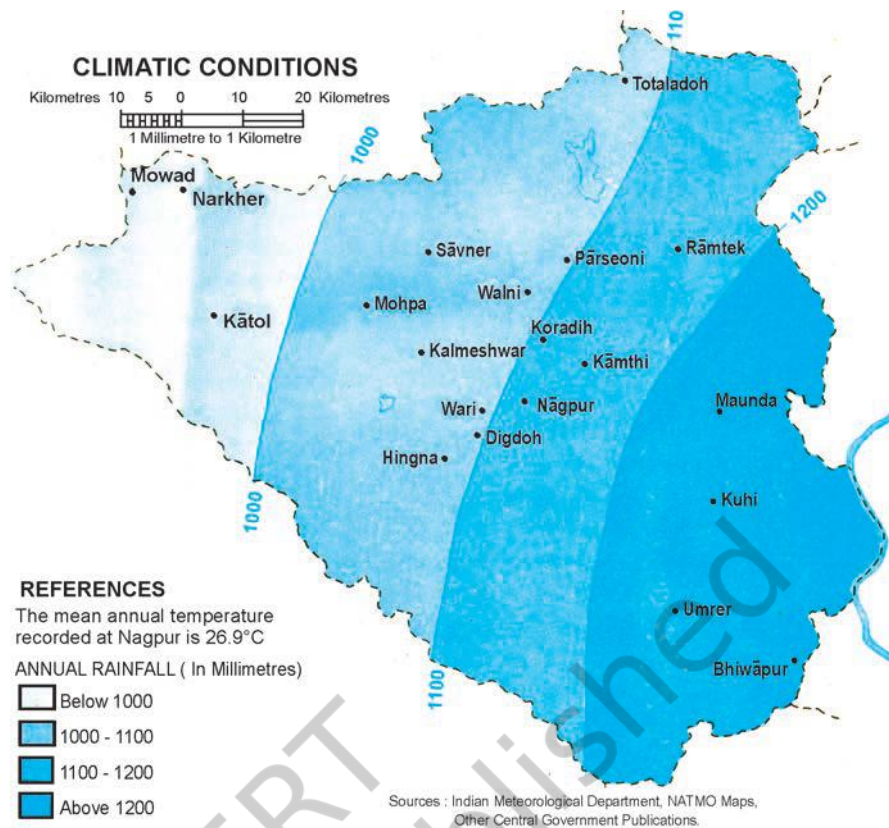 CLIMATIC CONDITIONS
Kilometres 10 5 0 10 20 Kilometres
1 Millimetre to 1 Kilometre
110
Totaladoh
1000
Mowad
Narkher
1200
Sāvner
Pārseoni
Rāmtek
Walni
Mohpa
Kātol
Koradih
Kalmeshwar
Kāmthi
Wari
Nāgpur
Maunda
Digdoh
Hingna
1000
Kuhi
REFERENCES
The mean annual temperature
recorded at Nagpur is 26.9°C
Umrer
ANNUAL RAINFALL ( In Millimetres)
Bhiwāpur
1100
Below 1000
1000 - 1100
1100 - 1200
Above 1200
Sources : Indian Meteorological Department, NATMO Maps,
Other Central Government Publications.
ERT
published